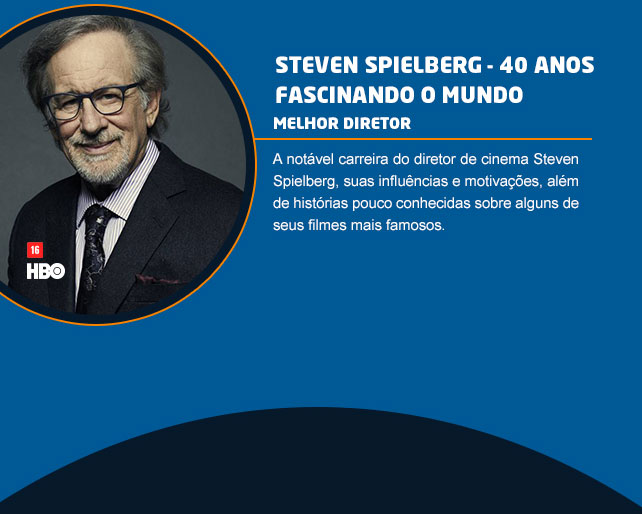 STEVEN SPIELBERG - 40 ANOS
FASCINANDO O MUNDO
MELHOR DIRETOR
A notável carreira do diretor de cinema Steven
Spielberg, suas influências e motivações, além
de histórias pouco conhecidas sobre alguns de
seus filmes mais famosos.
16
HBO